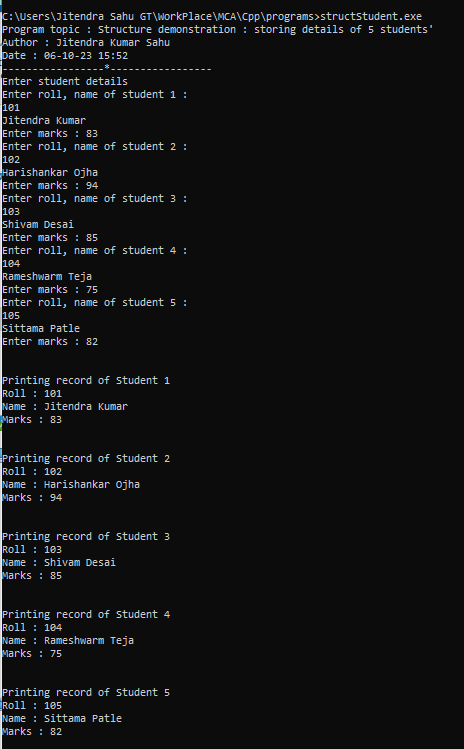 C:\Users\Jitendra Sahu GT\WorkPlace\MCA\Cpp\programs>structStudent.exe
Program topic : Structure demonstration : storing details of 5 students'
Author : Jitendra Kumar Sahu
Date : 06-10-23 15:52
-----------------*-----------------
Enter student details
Enter roll, name of student 1 :
101
Jitendra Kumar
Enter marks : 83
Enter roll, name of student 2 :
102
Harishankar Ojha
Enter marks : 94
Enter roll, name of student 3 :
103
Shivam Desai
Enter marks : 85
Enter roll, name of student 4 :
104
Rameshwarm Teja
Enter marks : 75
Enter roll, name of student 5 :
105
Sittama Patle
Enter marks : 82
Printing record of Student 1
Roll : 101
Name : Jitendra Kumar
Marks : 83
Printing record of Student 2
Roll : 102
Name : Harishankar Ojha
Marks : 94
Printing record of Student 3
Roll : 103
Name : Shivam Desai
Marks : 85
Printing record of Student 4
Roll : 104
Name : Rameshwarm Teja
Marks : 75
Printing record of Student 5
Roll : 105
Name : Sittama Patle
Marks : 82